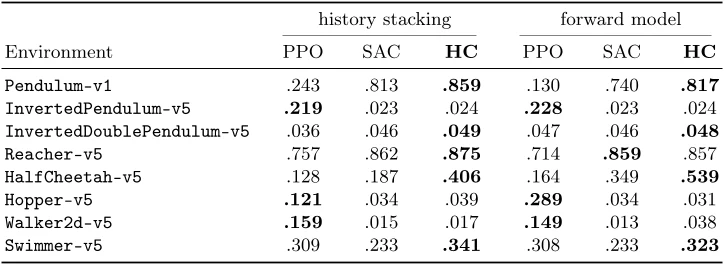 history stacking forward model
Environment PPO SAC HC PPO SAC HC
Pendulum-v1 .243 .813 .859 .130 .740 .817
InvertedPendulum-v5 .219 .023 .024 .228 .023 .024
InvertedDoublePendulum-v5 .036 .046 .049 .047 .046 .048
Reacher-v5 .757 .862 .875 .714 .859 .857
HalfCheetah-v5 .128 .187 .406 .164 .349 .539
Hopper-v5 .121 .034 .039 .289 .034 .031
Walker2d-v5 .159 .015 .017 .149 .013 .038
Swimmer-v5 .309 .233 .341 .308 .233 .323